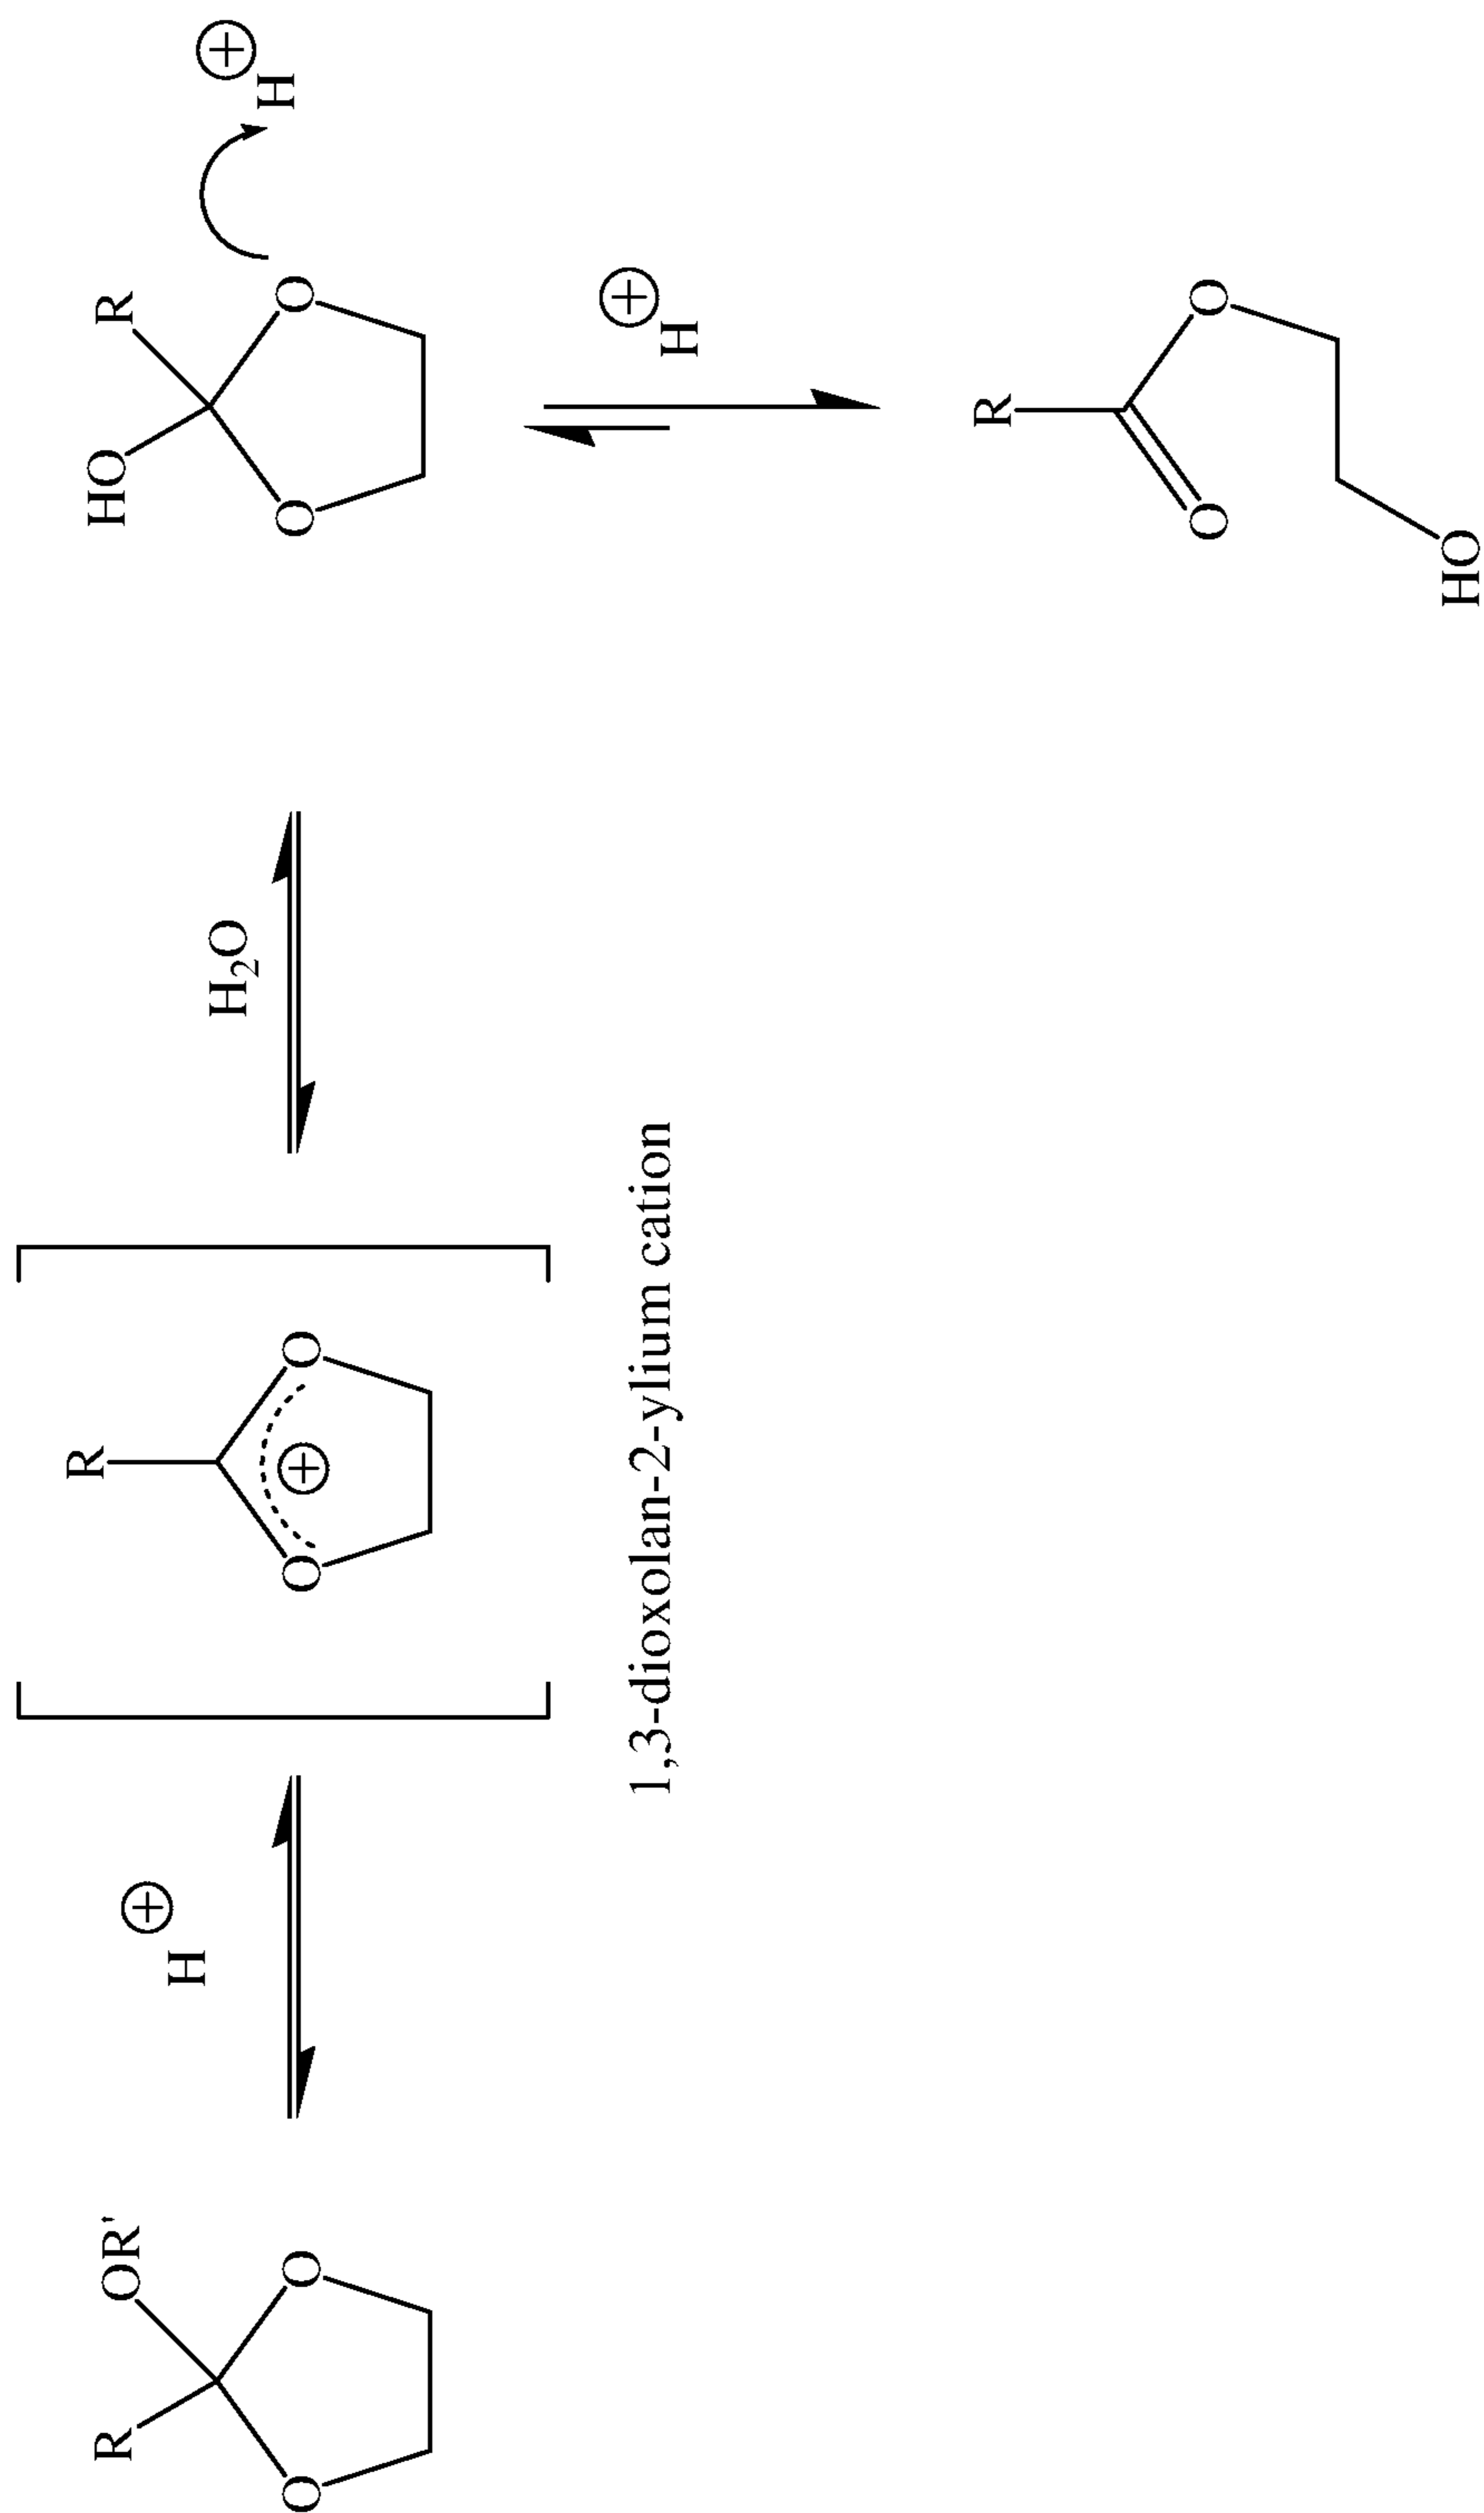 R
OR'
O
O
H
⊕
R
O
O
⊕
1,3-dioxolan-2-ylium cation
H₂O
HO
R
O
O
H
⊕
H
⊕
R
O
O
HO